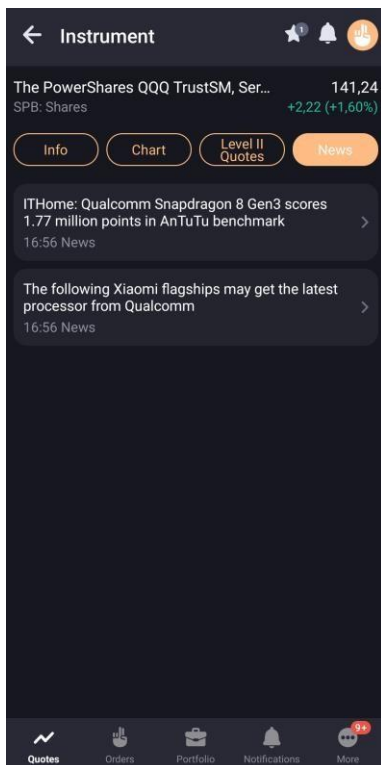 Instrument
1
The PowerShares QQQ TrustSM, Ser...
141,24
SPB: Shares
+2,22 (+1,60%)
Info
Chart
Level II
Quotes
News
ITHome: Qualcomm Snapdragon 8 Gen3 scores
1.77 million points in AnTuTu benchmark
16:56 News
The following Xiaomi flagships may get the latest
processor from Qualcomm
16:56 News
9+
Quotes
Orders
Portfolio
Notifications
More